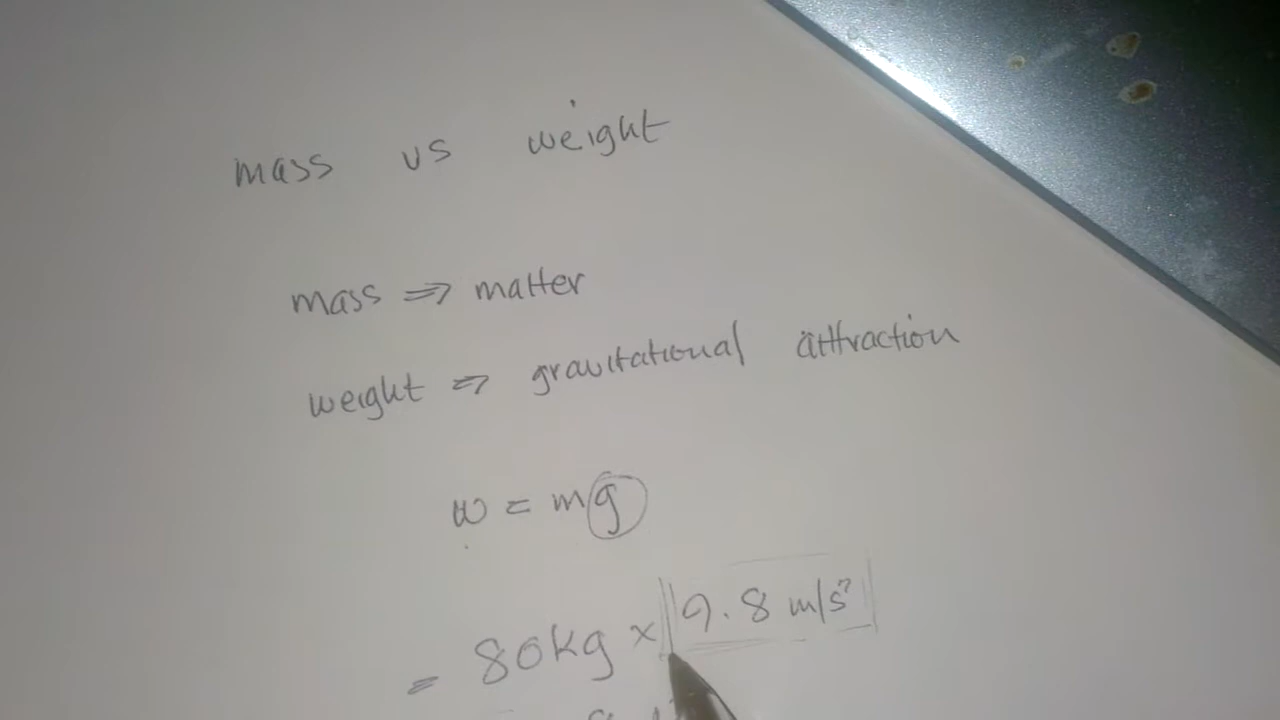 mass vs weight
mass ⇒ matter
weight ⇒ gravitational attraction
w = mg
= 80kg × 9.8 m/s²